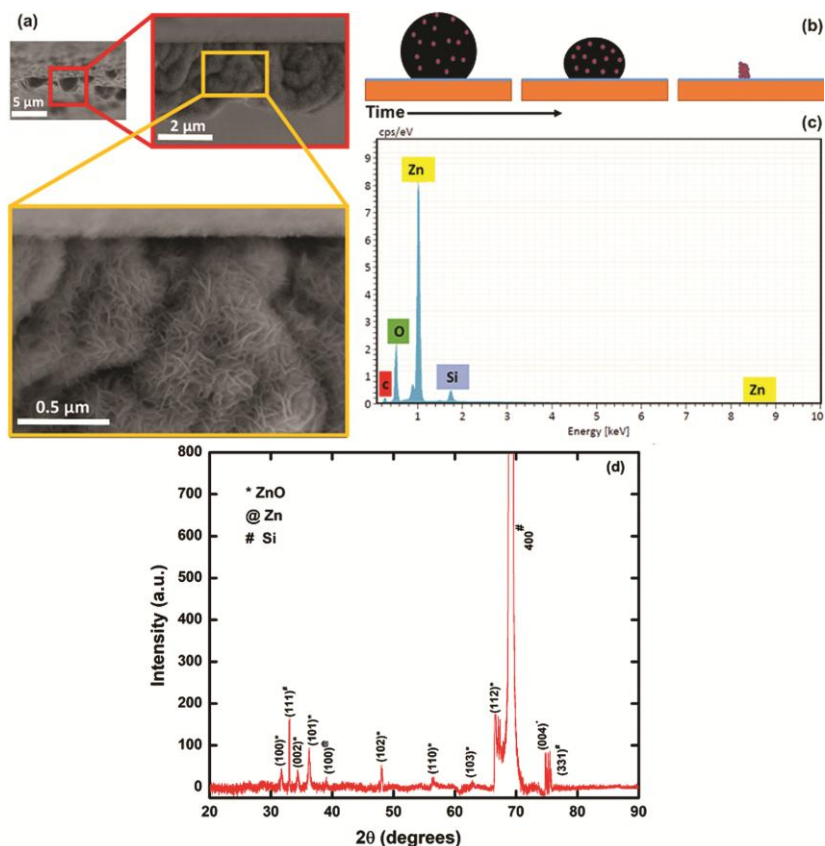 (a)
5 µm
2 µm
0.5 µm
(b)
Time
(c)
cps/eV
9
8
7
6
5
4
3
2
1
0
Zn
O
c
Si
Zn
1 2 3 4 5 6 7 8 9 10
Energy [keV]
(d)
800
700
600
500
400
300
200
100
0
Intensity (a.u.)
* ZnO
@ Zn
# Si
(100)*
(111)#
(002)*
(101)*
(100)@
(102)*
(110)*
(103)*
(112)*
400#
(004)*
(331)#
20 30 40 50 60 70 80 90
2θ (degrees)